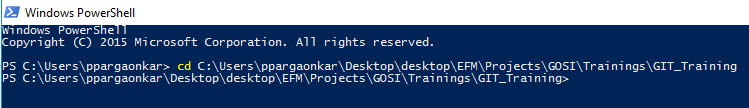 Windows PowerShell
Windows PowerShell
Copyright (C) 2015 Microsoft Corporation. All rights reserved.
PS C:\Users\ppargaonkar> cd C:\Users\ppargaonkar\Desktop\desktop\EFM\Projects\GOSI\Trainings\GIT_Training
PS C:\Users\ppargaonkar\Desktop\desktop\EFM\Projects\GOSI\Trainings\GIT_Training>